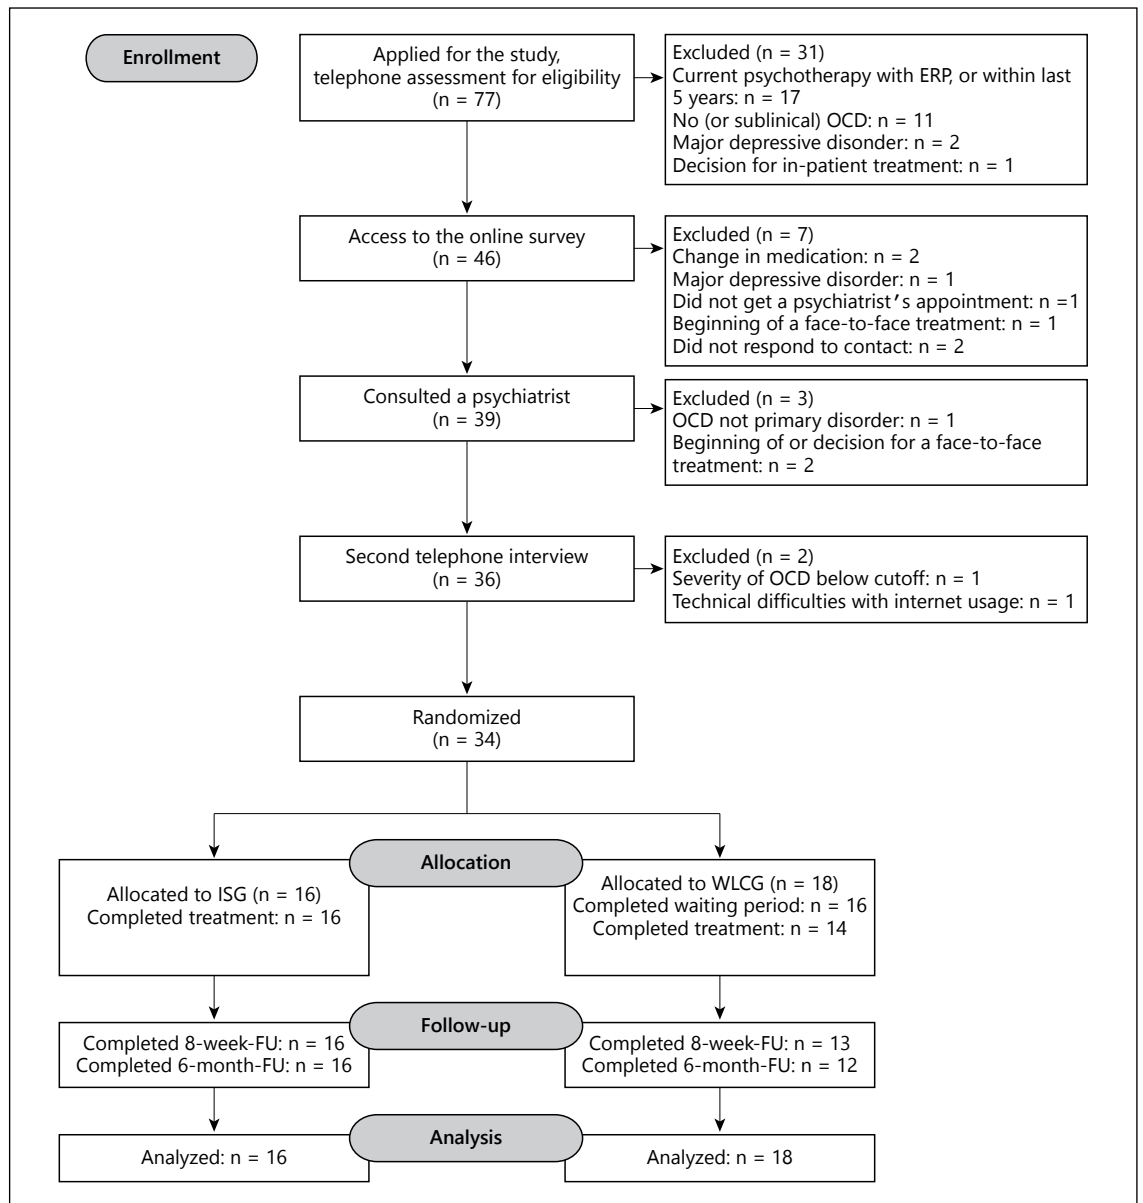 Enrollment
Applied for the study,
telephone assessment for eligibility
(n = 77)
Excluded (n = 31)
Current psychotherapy with ERP, or within last
5 years: n = 17
No (or sublinical) OCD: n = 11
Major depressive disonder: n = 2
Decision for in-patient treatment: n = 1
Access to the online survey
(n = 46)
Excluded (n = 7)
Change in medication: n = 2
Major depressive disorder: n = 1
Did not get a psychiatrist′s appointment: n =1
Beginning of a face-to-face treatment: n = 1
Did not respond to contact: n = 2
Consulted a psychiatrist
(n = 39)
Excluded (n = 3)
OCD not primary disorder: n = 1
Beginning of or decision for a face-to-face
treatment: n = 2
Second telephone interview
(n = 36)
Excluded (n = 2)
Severity of OCD below cutoff: n = 1
Technical difficulties with internet usage: n = 1
Randomized
(n = 34)
Allocation
Allocated to ISG (n = 16)
Completed treatment: n = 16
Allocated to WLCG (n = 18)
Completed waiting period: n = 16
Completed treatment: n = 14
Follow-up
Completed 8-week-FU: n = 16
Completed 6-month-FU: n = 16
Completed 8-week-FU: n = 13
Completed 6-month-FU: n = 12
Analysis
Analyzed: n = 16
Analyzed: n = 18